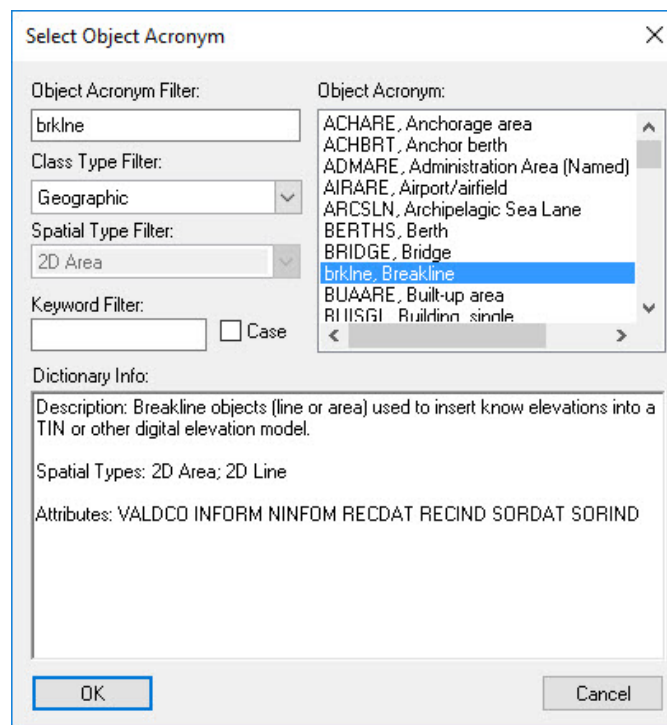 Select Object Acronym
Object Acronym Filter:
brklne
Class Type Filter:
Geographic
Spatial Type Filter:
2D Area
Keyword Filter:
Case
Object Acronym:
ACHARE, Anchorage area
ACHBRT, Anchor berth
ADMARE, Administration Area (Named)
AIRARE, Airport/airfield
ARCSLN, Archipelagic Sea Lane
BERTHS, Berth
BRIDGE, Bridge
brklne, Breakline
BUAARE, Built-up area
BUISGL, Building, single
Dictionary Info:
Description: Breakline objects (line or area) used to insert know elevations into a
TIN or other digital elevation model.
Spatial Types: 2D Area; 2D Line
Attributes: VALDCO INFORM NINFOM RECDAT RECIND SORDAT SORIND
OK
Cancel